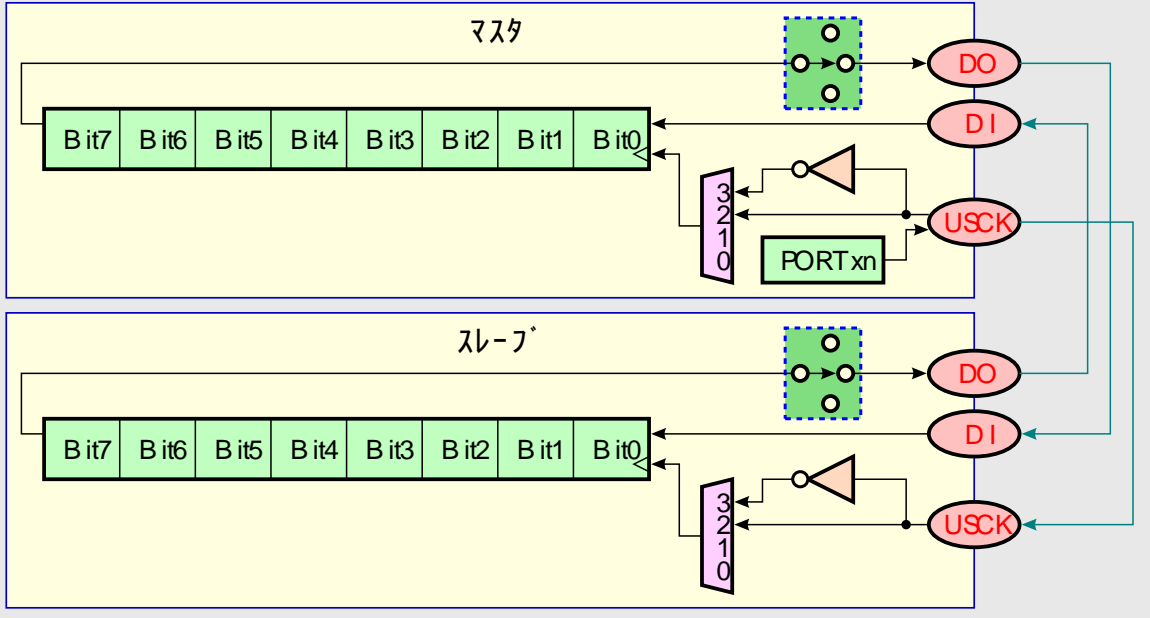 ﾏｽﾀ
DO
Bit7 Bit6 Bit5 Bit4 Bit3 Bit2 Bit1 Bit0
DI
3
2
1
0
USCK
PORTxn
ｽﾚｰﾌﾞ
DO
Bit7 Bit6 Bit5 Bit4 Bit3 Bit2 Bit1 Bit0
DI
3
2
1
0
USCK